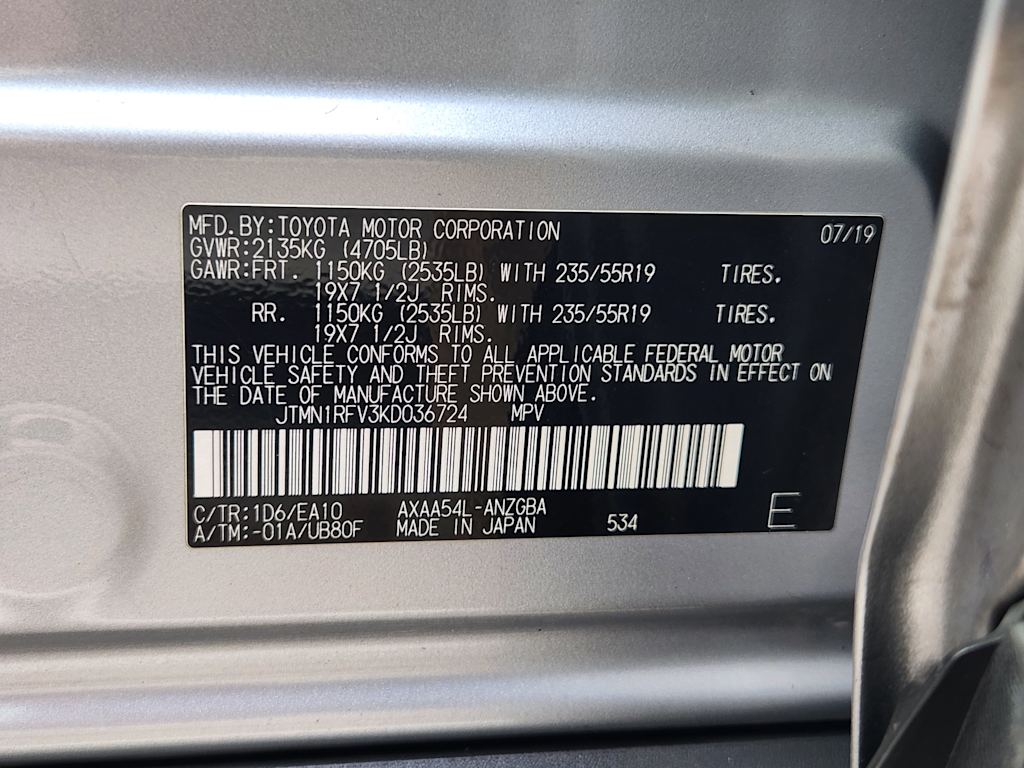 MFD.BY:TOYOTA MOTOR CORPORATION 07/19
GVWR:2135KG (4705LB)
GAWR:FRT. 1150KG (2535LB) WITH 235/55R19 TIRES.
19X7 1/2J RIMS.
RR. 1150KG (2535LB) WITH 235/55R19 TIRES.
19X7 1/2J RIMS.
THIS VEHICLE CONFORMS TO ALL APPLICABLE FEDERAL MOTOR
VEHICLE SAFETY AND THEFT PREVENTION STANDARDS IN EFFECT ON
THE DATE OF MANUFACTURE SHOWN ABOVE.
JTMN1RFV3KD036724 MPV
C/TR:1D6/EA10 AXAA54L-ANZGBA
A/TM:-01A/UB80F MADE IN JAPAN 534 E